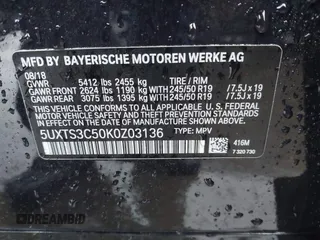 MFD BY BAYERISCHE MOTOREN WERKE AG
08/18
GVWR 5412 lbs 2455 kg TIRE / RIM
GAWR FRONT 2624 lbs 1190 kg 245/50 R19 /7.5J x 19
GAWR REAR 3075 lbs 1395 kg 245/50 R19 /7.5J x 19
THIS VEHICLE CONFORMS TO ALL APPLICABLE U.S. FEDERAL MOTOR VEHICLE SAFETY, BUMPER, AND THEFT PREVENTION STANDARDS IN EFFECT ON THE DATE OF MANUFACTURE SHOWN ABOVE.
5UXTS3C50K0Z03136 TYPE: MPV
416M
7 320 730
DREAMBID